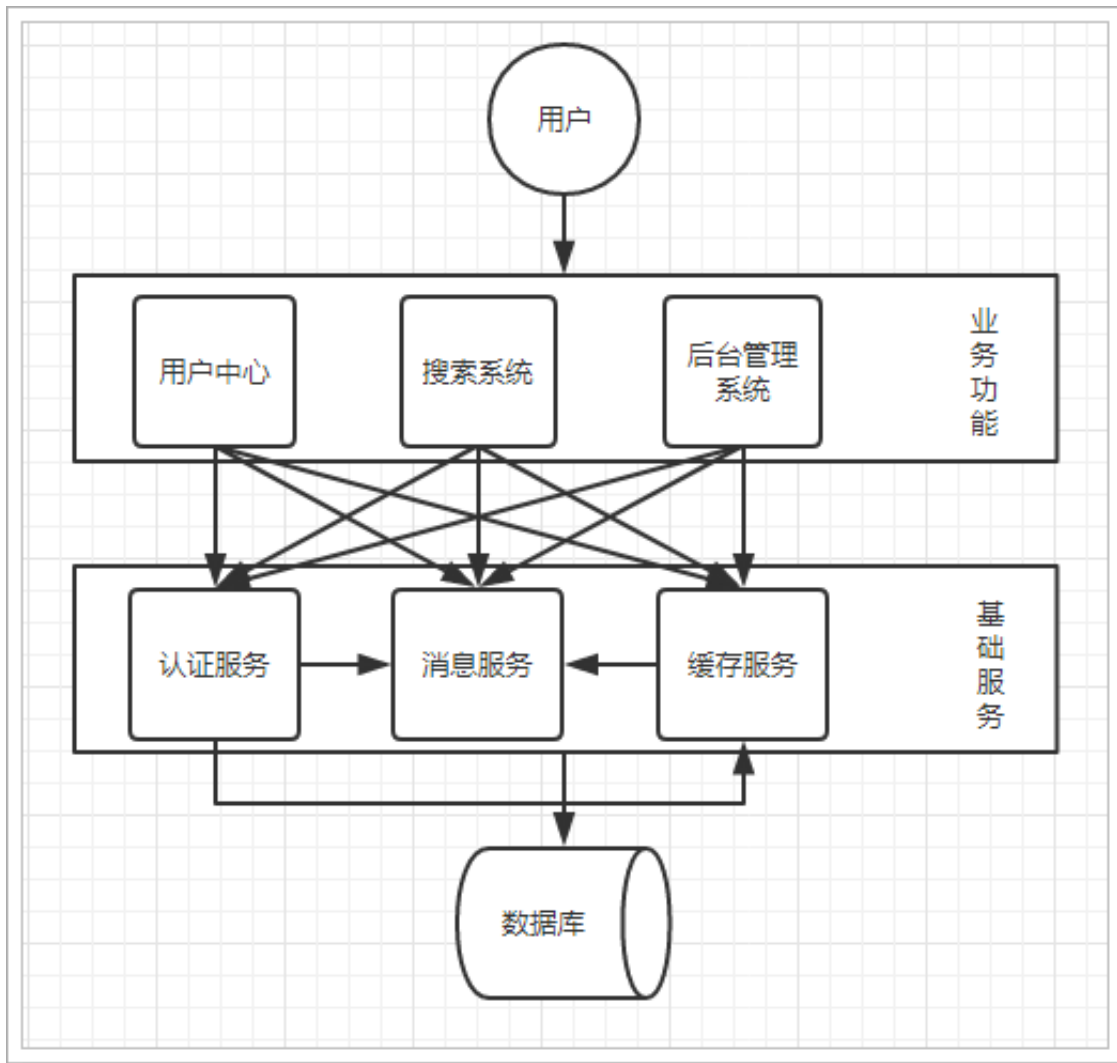 用户
用户中心
搜索系统
后台管理
系统
业
务
功
能
认证服务
消息服务
缓存服务
基
础
服
务
数据库